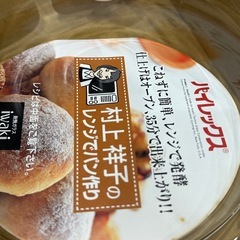 パイレックス®
こねずに簡単、レンジで発酵
仕上げはオーブン、35分で出来上がり!!
村上祥子の
レンジでパン作り
iwaki